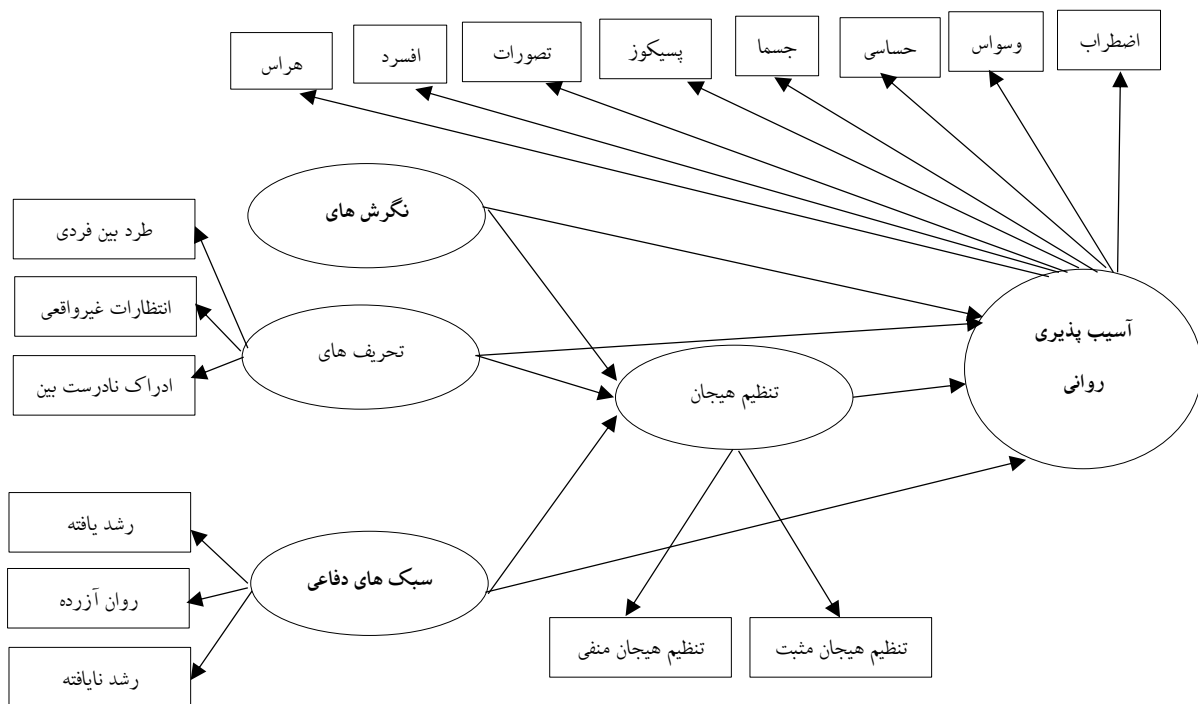 اضطراب
وسواس
حساسی
جسما
پسیکوز
تصورات
افسرد
هراس
نگرش های
طرد بین فردی
انتظارات غیرواقعی
ادراک نادرست بین
تحریف های
آسیب پذیری
روانی
تنظیم هیجان
رشد یافته
روان آزرده
رشد نایافته
سبک های دفاعی
تنظیم هیجان مثبت
تنظیم هیجان منفی